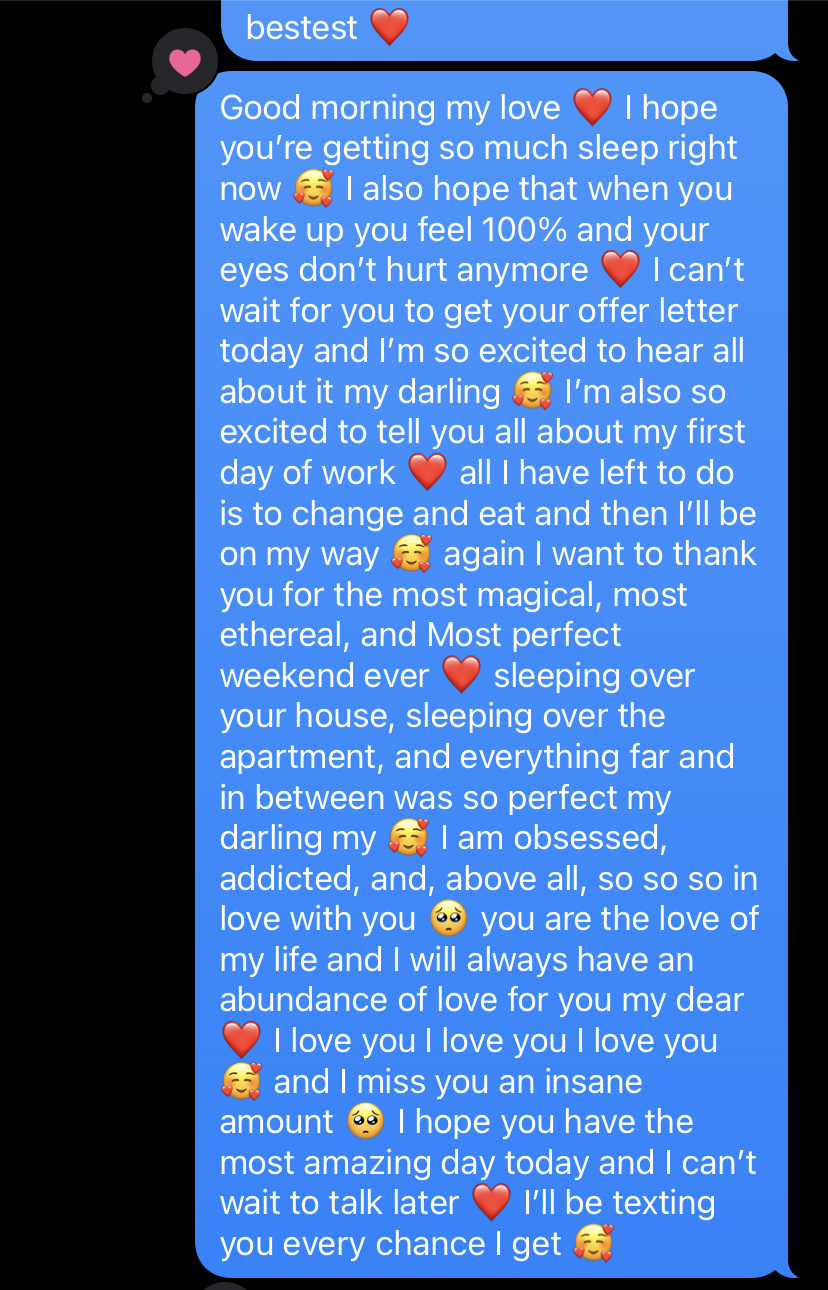 bestest ❤️
Good morning my love ❤️ I hope
you're getting so much sleep right
now 🥰 I also hope that when you
wake up you feel 100% and your
eyes don't hurt anymore ❤️ I can't
wait for you to get your offer letter
today and I'm so excited to hear all
about it my darling 🥰 I'm also so
excited to tell you all about my first
day of work ❤️ all I have left to do
is to change and eat and then I'll be
on my way 🥰 again I want to thank
you for the most magical, most
ethereal, and Most perfect
weekend ever ❤️ sleeping over
your house, sleeping over the
apartment, and everything far and
in between was so perfect my
darling my 🥰 I am obsessed,
addicted, and, above all, so so so in
love with you 🥺 you are the love of
my life and I will always have an
abundance of love for you my dear
❤️ I love you I love you I love you
🥰 and I miss you an insane
amount 🥺 I hope you have the
most amazing day today and I can't
wait to talk later ❤️ I'll be texting
you every chance I get 🥰